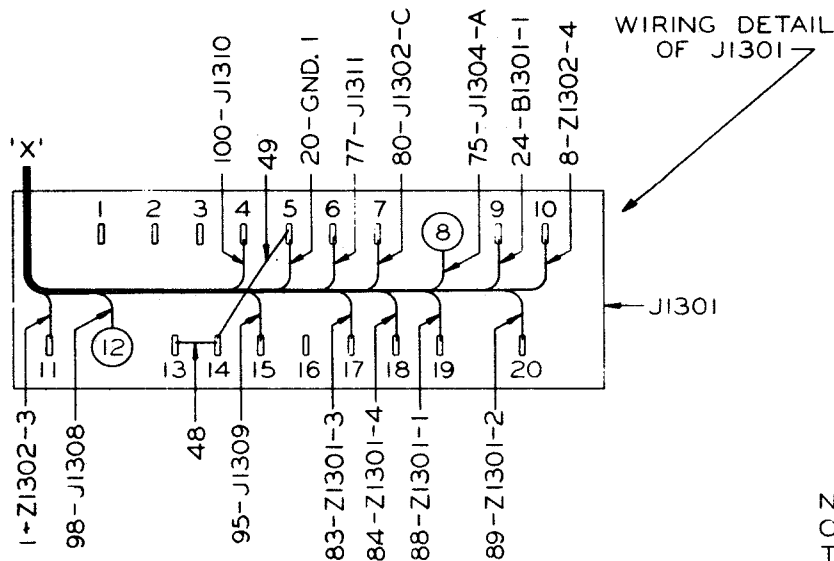 WIRING DETAIL
OF J1301
'X'
100-J1310
49
20-GND. 1
77-J1311
80-J1302-C
75-J1304-A
24-B1301-1
8-Z1302-4
1 2 3 4 5 6 7 8 9 10
J1301
11 12 13 14 15 16 17 18 19 20
1-Z1302-3
98-J1308
48
95-J1309
83-Z1301-3
84-Z1301-4
88-Z1301-1
89-Z1301-2
N
O
T